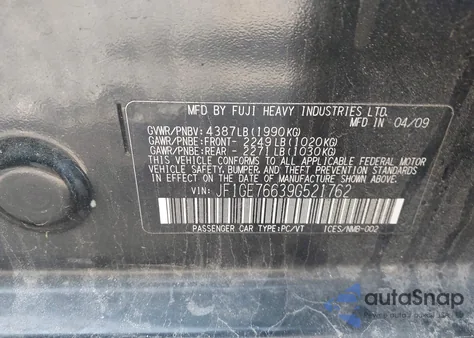 MFD BY FUJI HEAVY INDUSTRIES LTD.
MFD IN 04/09
GVWR/PNBV: 4387LB(1990KG)
GAWR/PNBE:FRONT- 2249LB(1020KG)
GAWR/PNBE:REAR - 2271LB(1030KG)
THIS VEHICLE CONFORMS TO ALL APPLICABLE FEDERAL MOTOR
VEHICLE SAFETY, BUMPER, AND THEFT PREVENTION
STANDARDS IN EFFECT ON THE DATE OF MANUFACTURE SHOWN ABOVE.
VIN: JF1GE76639G521762
PASSENGER CAR TYPE:PC/VT ICES/NMB-002
autoSnap